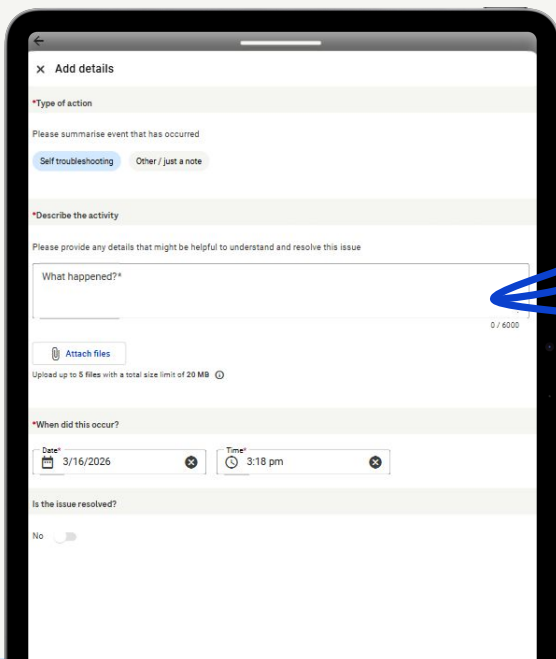 Add details
*Type of action
Please summarise event that has occurred
Self troubleshooting Other / just a note
*Describe the activity
Please provide any details that might be helpful to understand and resolve this issue
What happened?*
0 / 6000
Attach files
Upload up to 5 files with a total size limit of 20 MB
*When did this occur?
Date* Time*
3/16/2026 3:18 pm
Is the issue resolved?
No